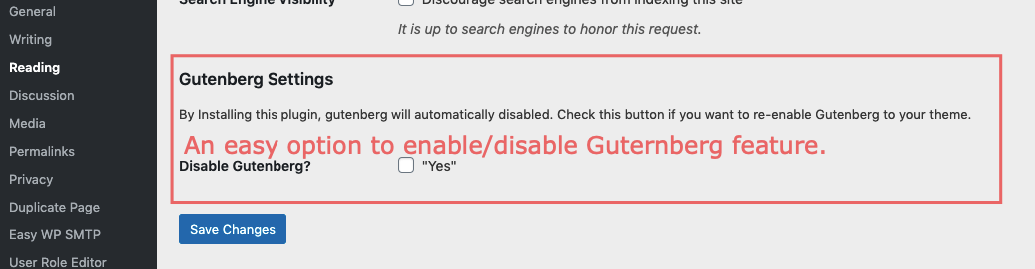 General
Writing
Reading
Discussion
Media
Permalinks
Privacy
Duplicate Page
Easy WP SMTP
User Role Editor
Search Engine Visibility
Discourage search engines from indexing this site
It is up to search engines to honor this request.
Gutenberg Settings
By Installing this plugin, gutenberg will automatically disabled. Check this button if you want to re-enable Gutenberg to your theme.
An easy option to enable/disable Guternberg feature.
Disable Gutenberg? "Yes"
Save Changes